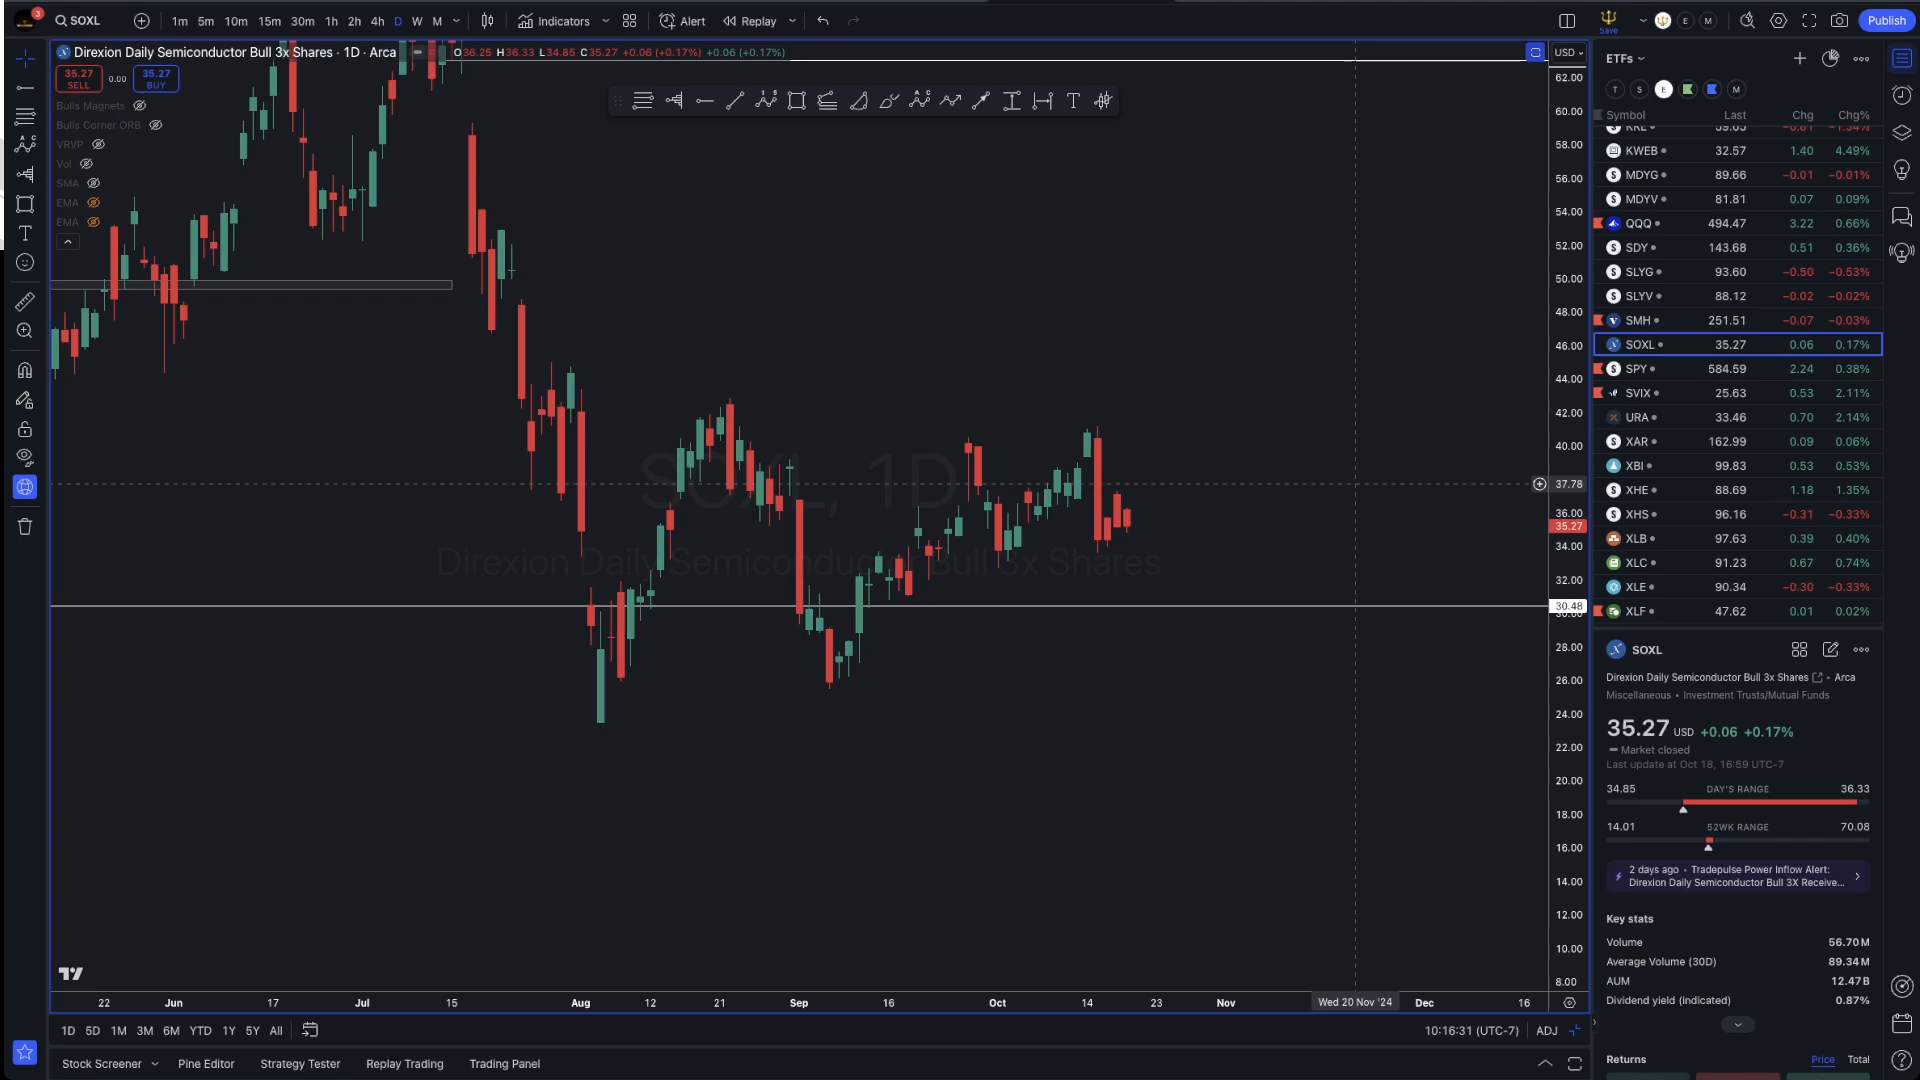 3
SOXL
1m 5m 10m 15m 30m 1h 2h 4h D W M
Indicators
Alert
Replay
Save
E M
Publish
Direxion Daily Semiconductor Bull 3x Shares · 1D · Arca
O36.25 H36.33 L34.85 C35.27 +0.06 (+0.17%) +0.06 (+0.17%)
35.27 SELL
0.00
35.27 BUY
Bulls Magnets
Bulls Corner ORB
VRVP
Vol
SMA
EMA
EMA
SOXL, 1D
Direxion Daily Semiconductor Bull 3x Shares
USD
62.00
60.00
58.00
56.00
54.00
52.00
50.00
48.00
46.00
44.00
42.00
40.00
37.78
36.00
35.27
34.00
32.00
30.48
30.00
28.00
26.00
24.00
22.00
20.00
18.00
16.00
14.00
12.00
10.00
8.00
22 Jun 17 Jul 15 Aug 12 21 Sep 16 Oct 14 23 Nov Wed 20 Nov '24 Dec 16
1D 5D 1M 3M 6M YTD 1Y 5Y All
10:16:31 (UTC-7) ADJ
Stock Screener Pine Editor Strategy Tester Replay Trading Trading Panel
ETFs
T S E M
Symbol Last Chg Chg%
KRE 59.65 −0.81 −1.34%
KWEB 32.57 1.40 4.49%
MDYG 89.66 −0.01 −0.01%
MDYV 81.81 0.07 0.09%
QQQ 494.47 3.22 0.66%
SDY 143.68 0.51 0.36%
SLYG 93.60 −0.50 −0.53%
SLYV 88.12 −0.02 −0.02%
SMH 251.51 −0.07 −0.03%
SOXL 35.27 0.06 0.17%
SPY 584.59 2.24 0.38%
SVIX 25.63 0.53 2.11%
URA 33.46 0.70 2.14%
XAR 162.99 0.09 0.06%
XBI 99.83 0.53 0.53%
XHE 88.69 1.18 1.35%
XHS 96.16 −0.31 −0.33%
XLB 97.63 0.39 0.40%
XLC 91.23 0.67 0.74%
XLE 90.34 −0.30 −0.33%
XLF 47.62 0.01 0.02%
SOXL
Direxion Daily Semiconductor Bull 3x Shares • Arca
Miscellaneous • Investment Trusts/Mutual Funds
35.27 USD +0.06 +0.17%
Market closed
Last update at Oct 18, 16:59 UTC-7
34.85 DAY'S RANGE 36.33
14.01 52WK RANGE 70.08
2 days ago • Tradepulse Power Inflow Alert:
Direxion Daily Semiconductor Bull 3X Receive...
Key stats
Volume 56.70M
Average Volume (30D) 89.34M
AUM 12.47B
Dividend yield (indicated) 0.87%
Returns Price Total